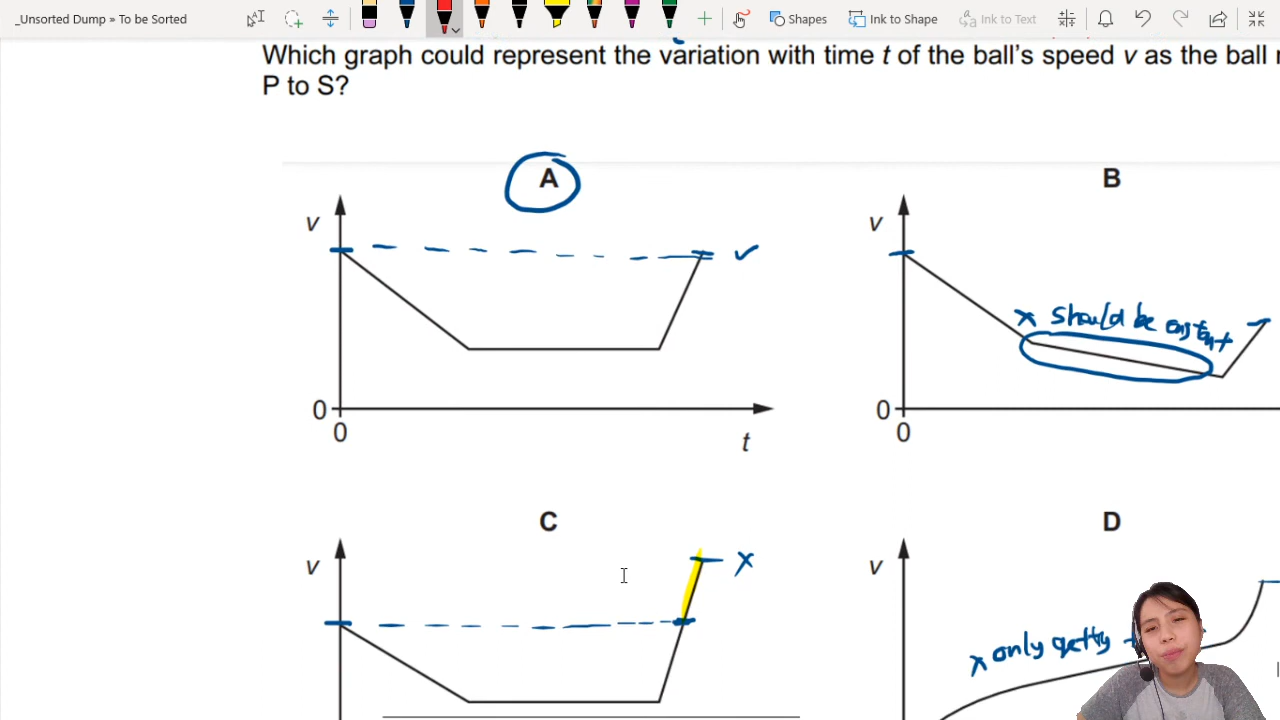 _Unsorted Dump » To be Sorted
Shapes
Ink to Shape
Ink to Text
Which graph could represent the variation with time t of the ball's speed v as the ball
P to S?
A
B
v
v
x should be
0
0
0
0
t
C
D
v
x
v
x only getting